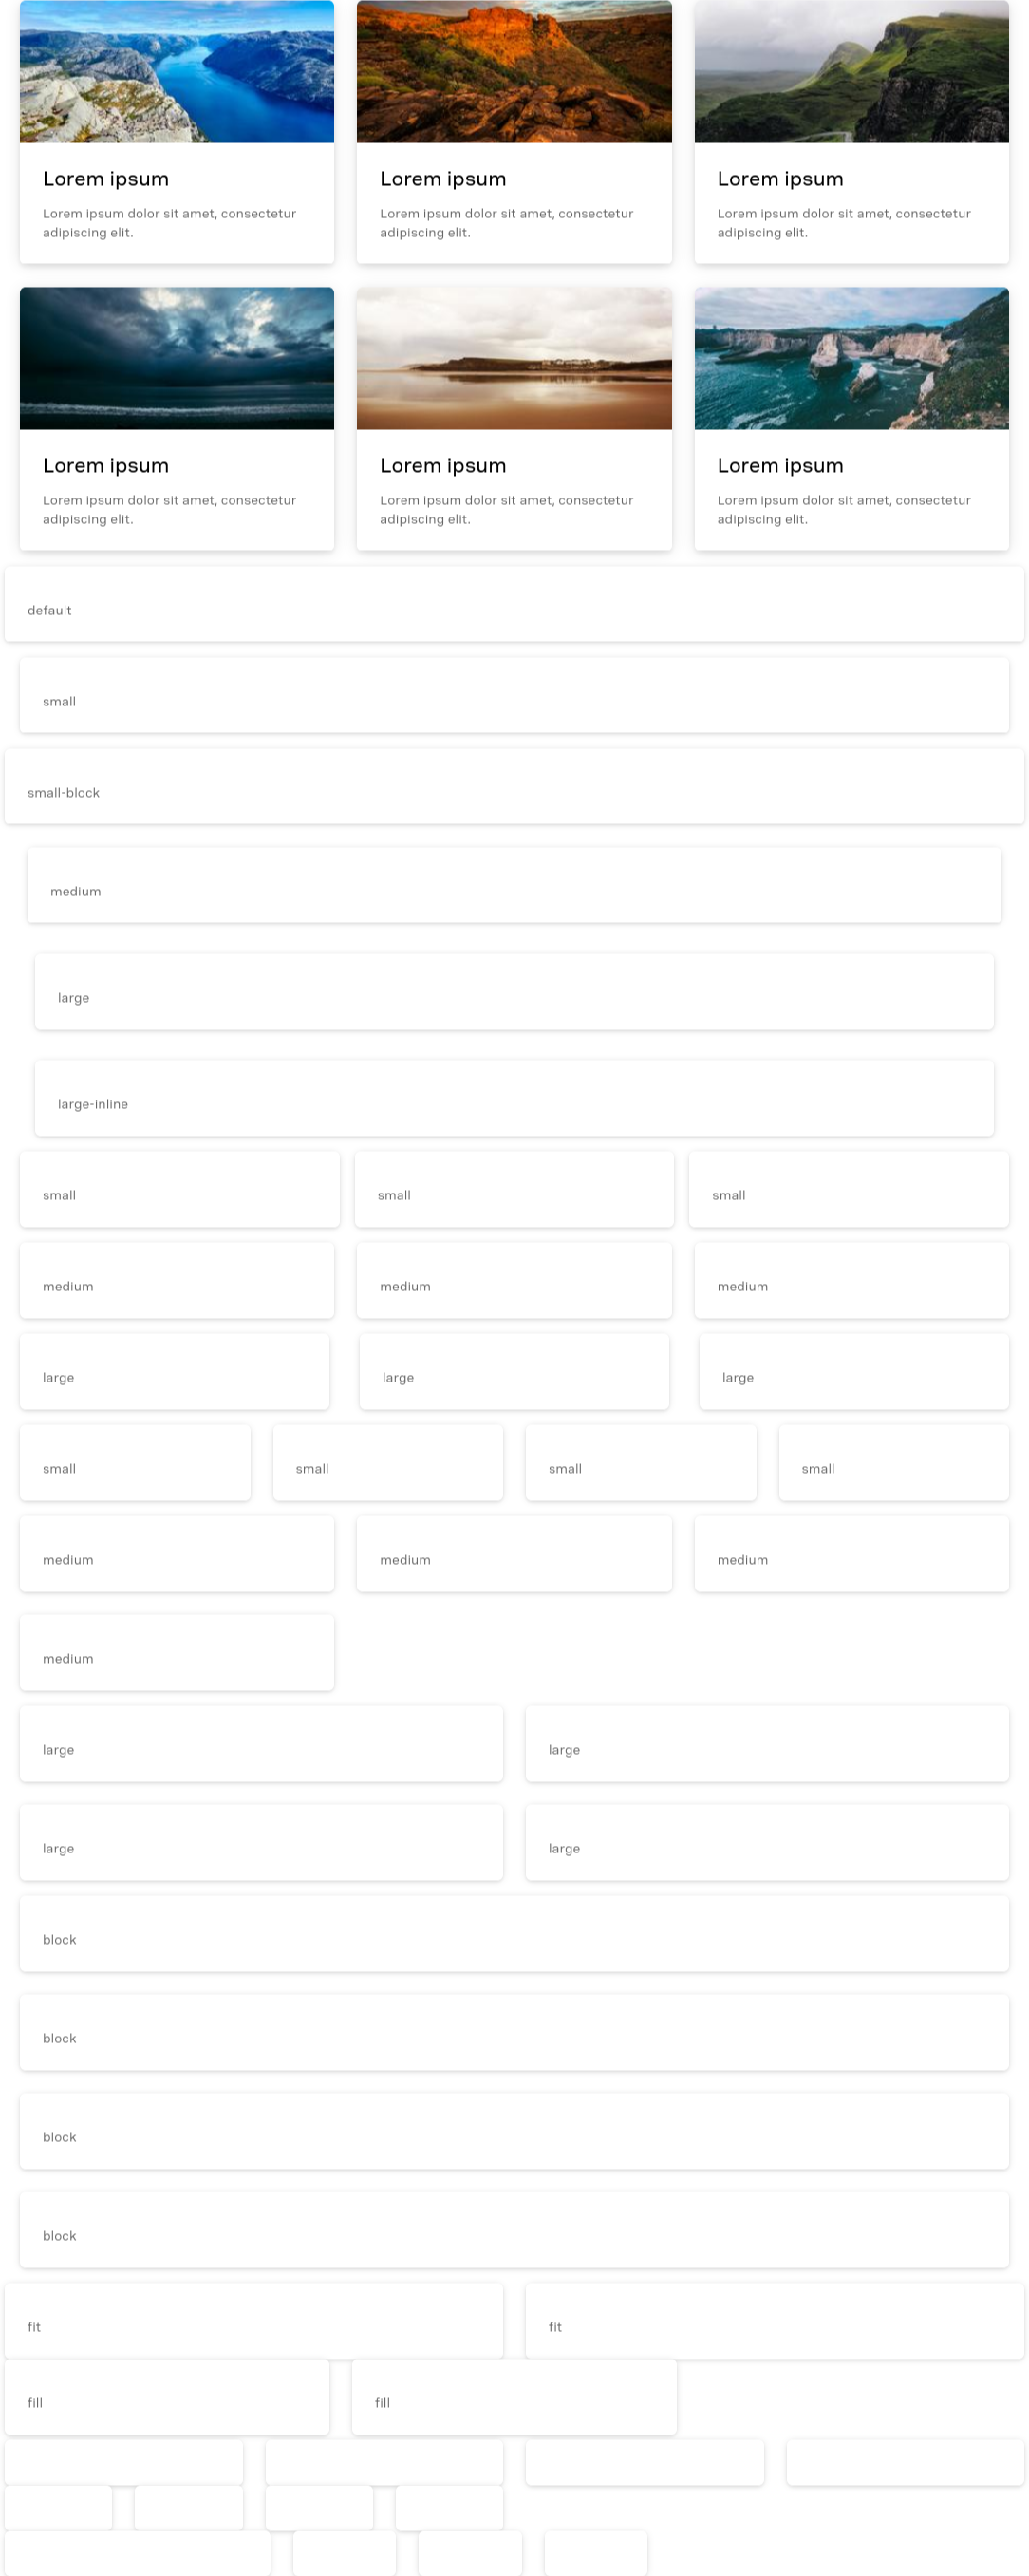 Lorem ipsum
Lorem ipsum dolor sit amet, consectetur
adipiscing elit.
Lorem ipsum
Lorem ipsum dolor sit amet, consectetur
adipiscing elit.
Lorem ipsum
Lorem ipsum dolor sit amet, consectetur
adipiscing elit.
Lorem ipsum
Lorem ipsum dolor sit amet, consectetur
adipiscing elit.
Lorem ipsum
Lorem ipsum dolor sit amet, consectetur
adipiscing elit.
Lorem ipsum
Lorem ipsum dolor sit amet, consectetur
adipiscing elit.
default
small
small-block
medium
large
large-inline
small
small
small
medium
medium
medium
large
large
large
small
small
small
small
medium
medium
medium
medium
large
large
large
large
block
block
block
block
fit
fit
fill
fill